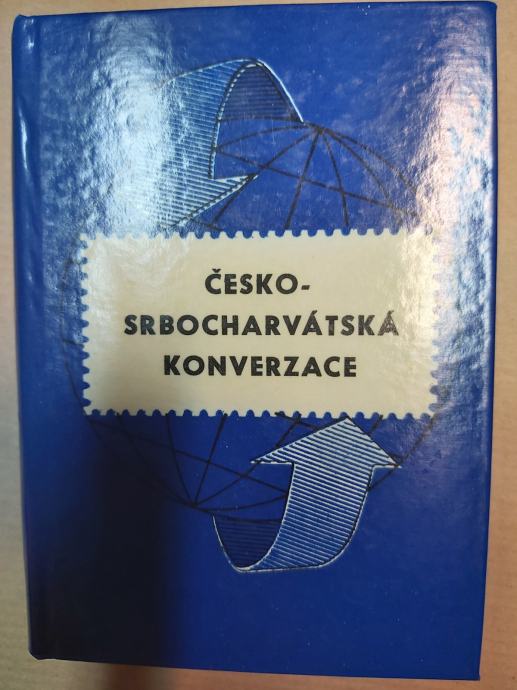 ČESKO-
SRBOCHARVÁTSKÁ
KONVERZACE